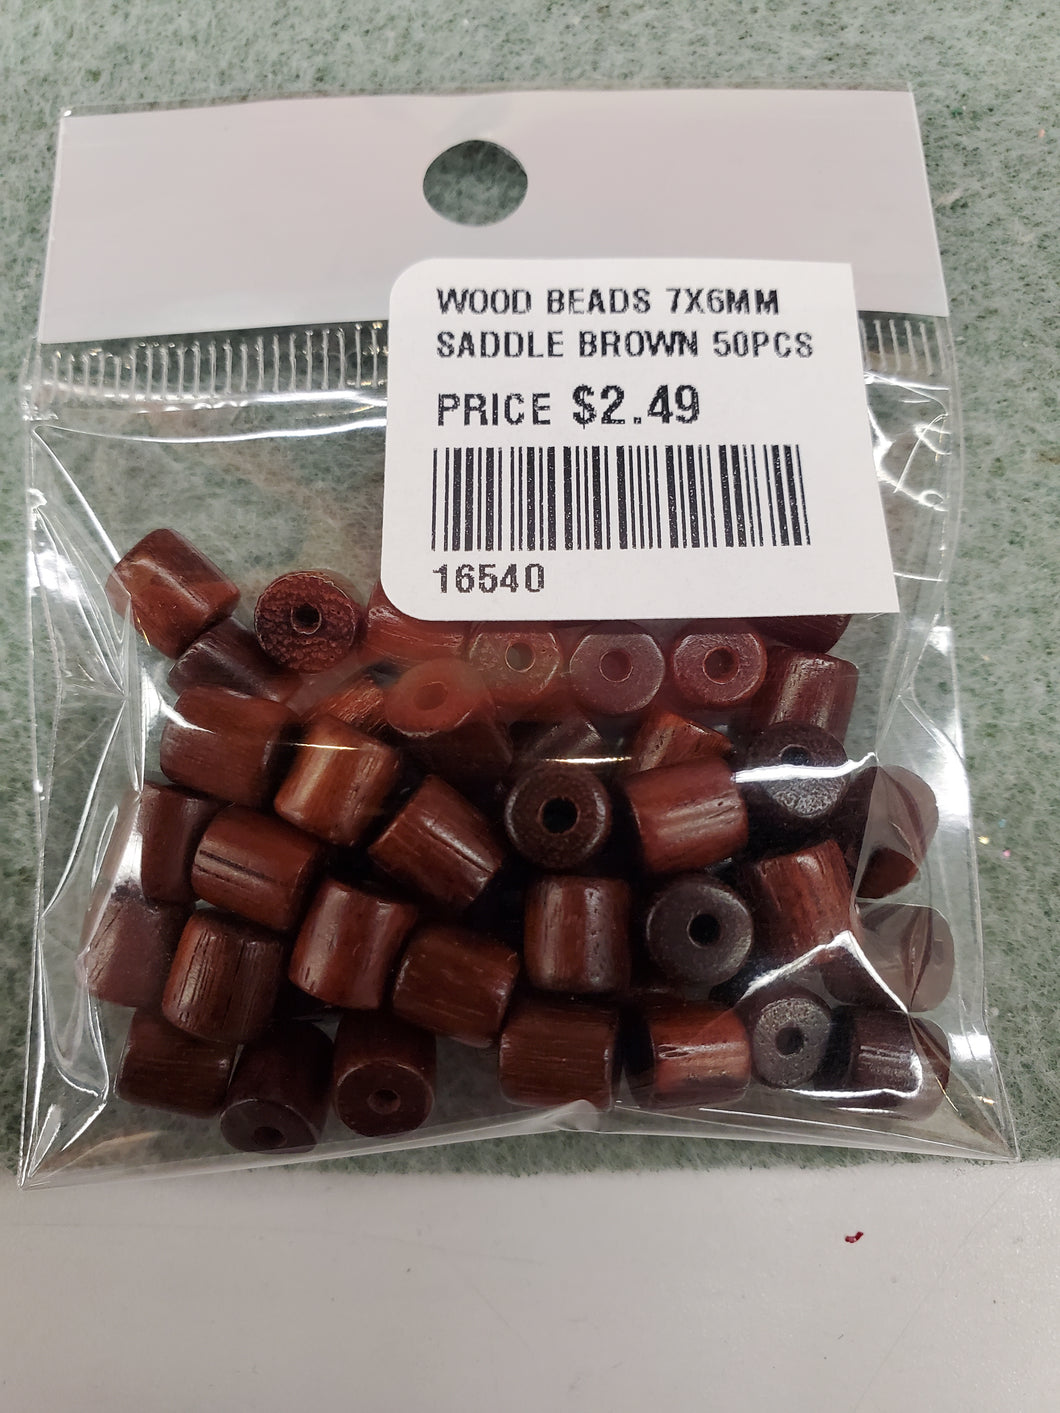 WOOD BEADS 7X6MM
SADDLE BROWN 50PCS
PRICE $2.49
16540